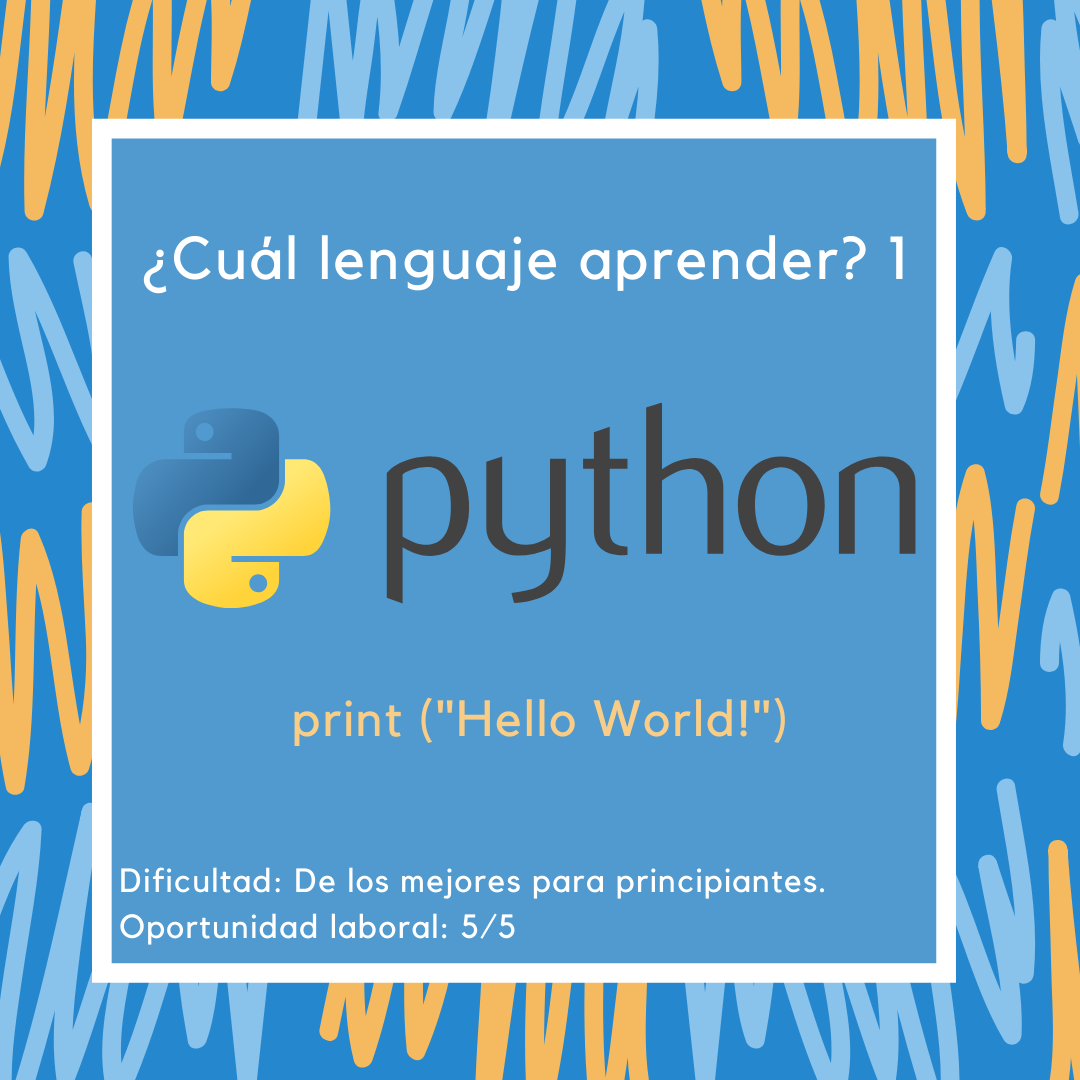 ¿Cuál lenguaje aprender? 1
python
print ("Hello World!")
Dificultad: De los mejores para principiantes.
Oportunidad laboral: 5/5